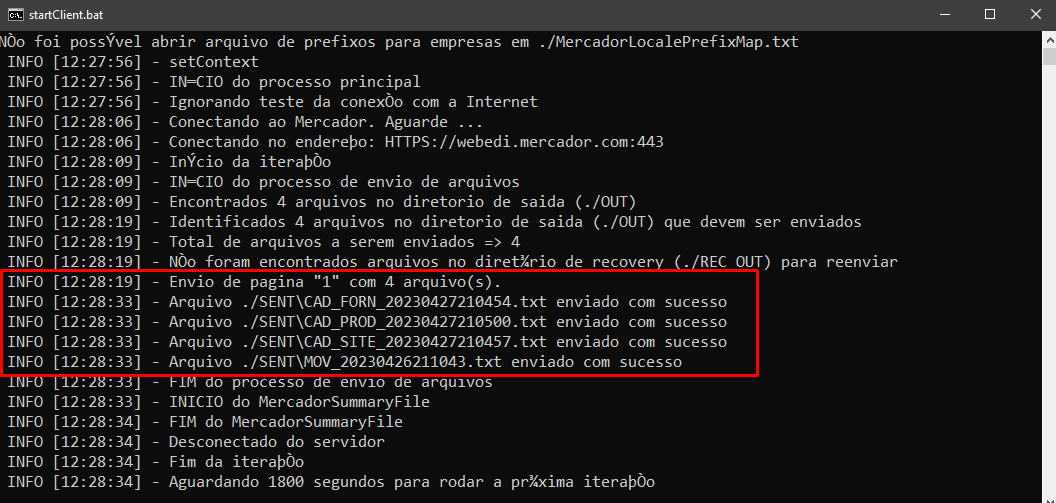 startClient.bat
NÒo foi possÝvel abrir arquivo de prefixos para empresas em ./MercadorLocalePrefixMap.txt
INFO [12:27:56] - setContext
INFO [12:27:56] - IN═CIO do processo principal
INFO [12:27:56] - Ignorando teste da conexÒo com a Internet
INFO [12:28:06] - Conectando ao Mercador. Aguarde ...
INFO [12:28:06] - Conectando no endereþo: HTTPS://webedi.mercador.com:443
INFO [12:28:09] - InÝcio da iteraþÒo
INFO [12:28:09] - IN═CIO do processo de envio de arquivos
INFO [12:28:09] - Encontrados 4 arquivos no diretorio de saida (./OUT)
INFO [12:28:19] - Identificados 4 arquivos no diretorio de saida (./OUT) que devem ser enviados
INFO [12:28:19] - Total de arquivos a serem enviados => 4
INFO [12:28:19] - NÒo foram encontrados arquivos no diret¾rio de recovery (./REC_OUT) para reenviar
INFO [12:28:19] - Envio de pagina "1" com 4 arquivo(s).
INFO [12:28:33] - Arquivo ./SENT\CAD_FORN_20230427210454.txt enviado com sucesso
INFO [12:28:33] - Arquivo ./SENT\CAD_PROD_20230427210500.txt enviado com sucesso
INFO [12:28:33] - Arquivo ./SENT\CAD_SITE_20230427210457.txt enviado com sucesso
INFO [12:28:33] - Arquivo ./SENT\MOV_20230426211043.txt enviado com sucesso
INFO [12:28:33] - FIM do processo de envio de arquivos
INFO [12:28:33] - INICIO do MercadorSummaryFile
INFO [12:28:34] - FIM do MercadorSummaryFile
INFO [12:28:34] - Desconectado do servidor
INFO [12:28:34] - Fim da iteraþÒo
INFO [12:28:34] - Aguardando 1800 segundos para rodar a pr¾xima iteraþÒo